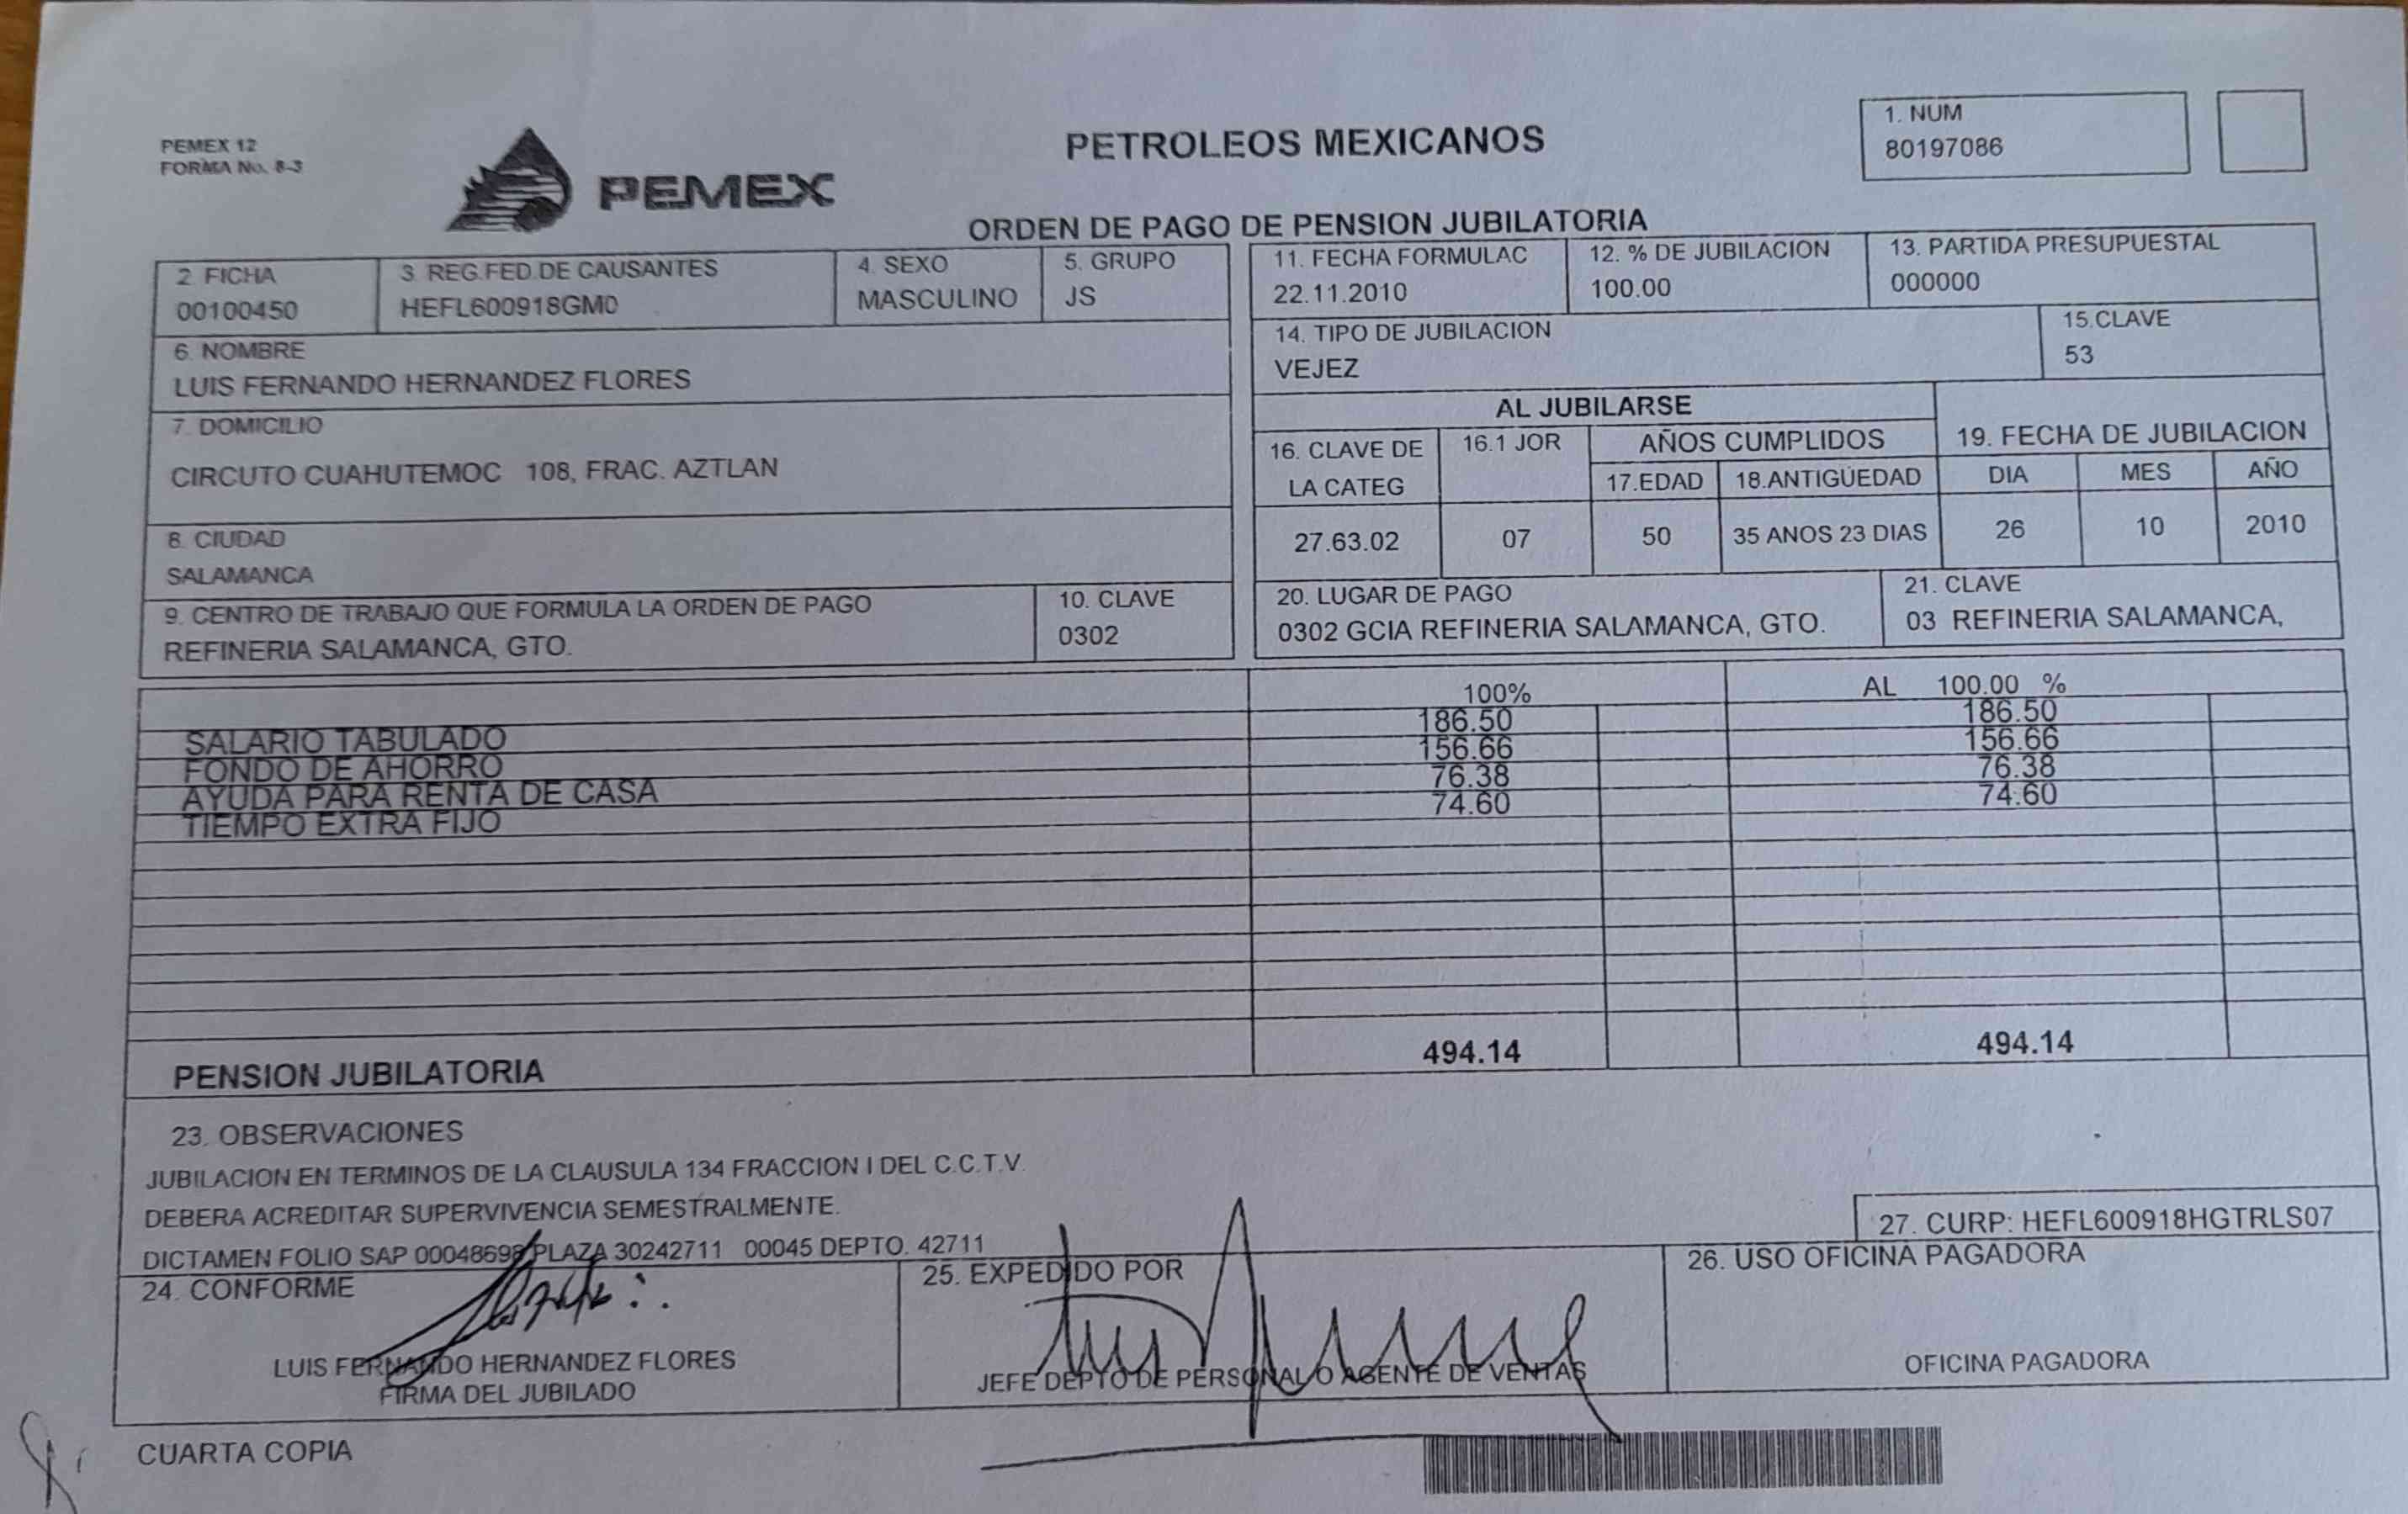 PEMEX 12
FORMA No. 8-3
PEMEX
PETROLEOS MEXICANOS
ORDEN DE PAGO DE PENSION JUBILATORIA
1. NUM
80197086
2. FICHA
00100450
3. REG.FED.DE CAUSANTES
HEFL600918GM0
4. SEXO
MASCULINO
5. GRUPO
JS
6. NOMBRE
LUIS FERNANDO HERNANDEZ FLORES
7. DOMICILIO
CIRCUTO CUAHUTEMOC 108, FRAC. AZTLAN
8. CIUDAD
SALAMANCA
9. CENTRO DE TRABAJO QUE FORMULA LA ORDEN DE PAGO
REFINERIA SALAMANCA, GTO.
10. CLAVE
0302
11. FECHA FORMULAC
22.11.2010
12. % DE JUBILACION
100.00
13. PARTIDA PRESUPUESTAL
000000
14. TIPO DE JUBILACION
VEJEZ
15.CLAVE
53
AL JUBILARSE
16. CLAVE DE LA CATEG
27.63.02
16.1 JOR
07
AÑOS CUMPLIDOS
17.EDAD
50
18.ANTIGÜEDAD
35 ANOS 23 DIAS
19. FECHA DE JUBILACION
DIA MES AÑO
26 10 2010
20. LUGAR DE PAGO
0302 GCIA REFINERIA SALAMANCA, GTO.
21. CLAVE
03 REFINERIA SALAMANCA,
100% AL 100.00 %
SALARIO TABULADO 186.50 186.50
FONDO DE AHORRO 156.66 156.66
AYUDA PARA RENTA DE CASA 76.38 76.38
TIEMPO EXTRA FIJO 74.60 74.60
PENSION JUBILATORIA 494.14 494.14
23. OBSERVACIONES
JUBILACION EN TERMINOS DE LA CLAUSULA 134 FRACCION I DEL C.C.T.V.
DEBERA ACREDITAR SUPERVIVENCIA SEMESTRALMENTE.
DICTAMEN FOLIO SAP 00048698 PLAZA 30242711 00045 DEPTO. 42711
27. CURP: HEFL600918HGTRLS07
24. CONFORME
LUIS FERNANDO HERNANDEZ FLORES
FIRMA DEL JUBILADO
25. EXPEDIDO POR
JEFE DEPTO DE PERSONAL O AGENTE DE VENTAS
26. USO OFICINA PAGADORA
OFICINA PAGADORA
CUARTA COPIA